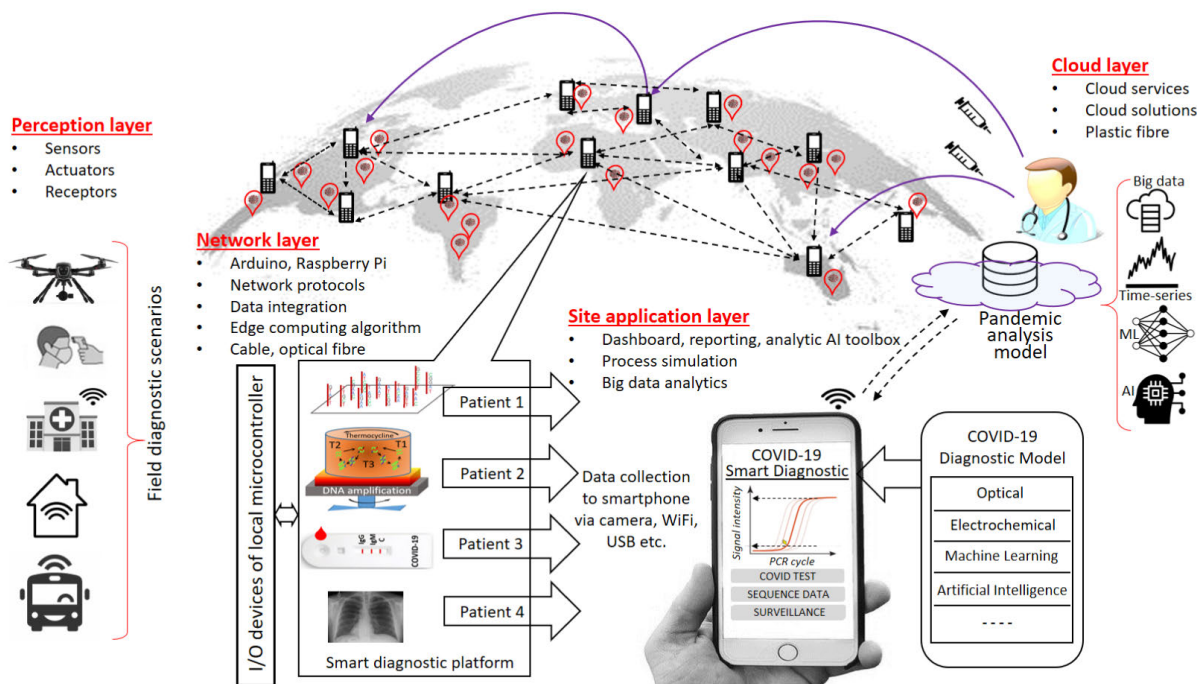 Perception layer
• Sensors
• Actuators
• Receptors
Field diagnostic scenarios
Network layer
• Arduino, Raspberry Pi
• Network protocols
• Data integration
• Edge computing algorithm
• Cable, optical fibre
Cloud layer
• Cloud services
• Cloud solutions
• Plastic fibre
Big data
Time-series
ML
AI
Pandemic
analysis
model
Site application layer
• Dashboard, reporting, analytic AI toolbox
• Process simulation
• Big data analytics
I/O devices of local microcontroller
Thermocycline
T2
T1
T3
DNA amplification
IgG
IgM
C
COVID-19
Smart diagnostic platform
Patient 1
Patient 2
Patient 3
Patient 4
Data collection
to smartphone
via camera, WiFi,
USB etc.
COVID-19
Smart Diagnostic
Signal intensity
PCR cycle
COVID TEST
SEQUENCE DATA
SURVEILLANCE
COVID-19
Diagnostic Model
Optical
Electrochemical
Machine Learning
Artificial Intelligence
----